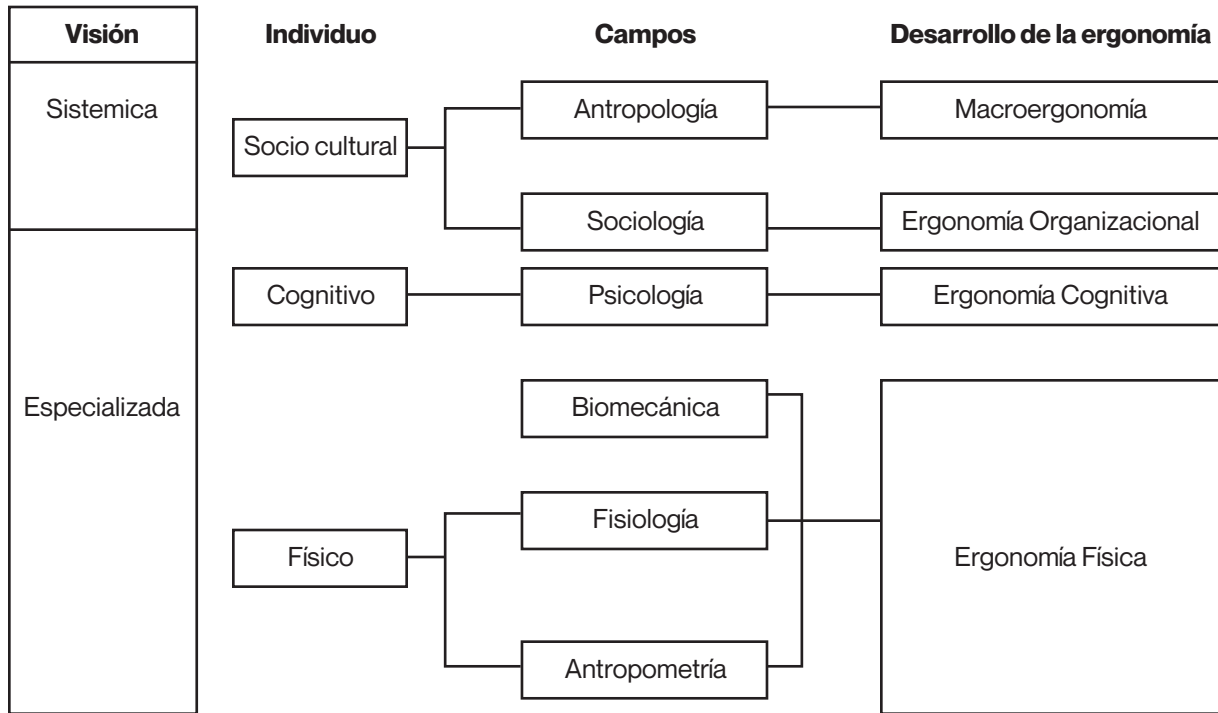 Visión
Individuo
Campos
Desarrollo de la ergonomía
Sistemica
Socio cultural
Antropología
Macroergonomía
Sociología
Ergonomía Organizacional
Cognitivo
Psicología
Ergonomía Cognitiva
Especializada
Biomecánica
Físico
Fisiología
Ergonomía Física
Antropometría